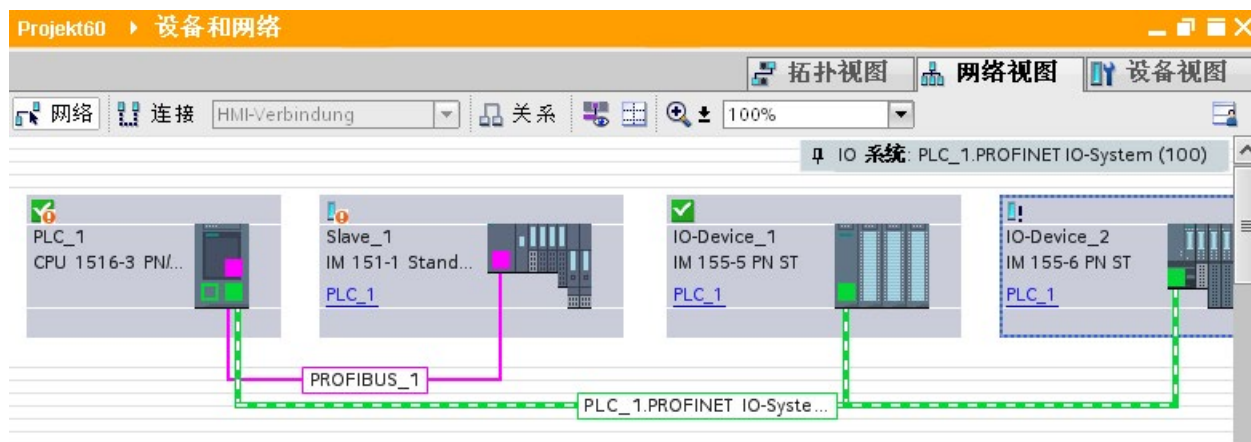 Projekt60 ▸ 设备和网络
拓扑视图 网络视图 设备视图
网络 连接 HMI-Verbindung 关系 100%
IO 系统: PLC_1.PROFINET IO-System (100)
PLC_1 Slave_1 IO-Device_1 IO-Device_2
CPU 1516-3 PN/... IM 151-1 Stand... IM 155-5 PN ST IM 155-6 PN ST
PLC_1 PLC_1 PLC_1
PROFIBUS_1
PLC_1.PROFINET IO-Syste...